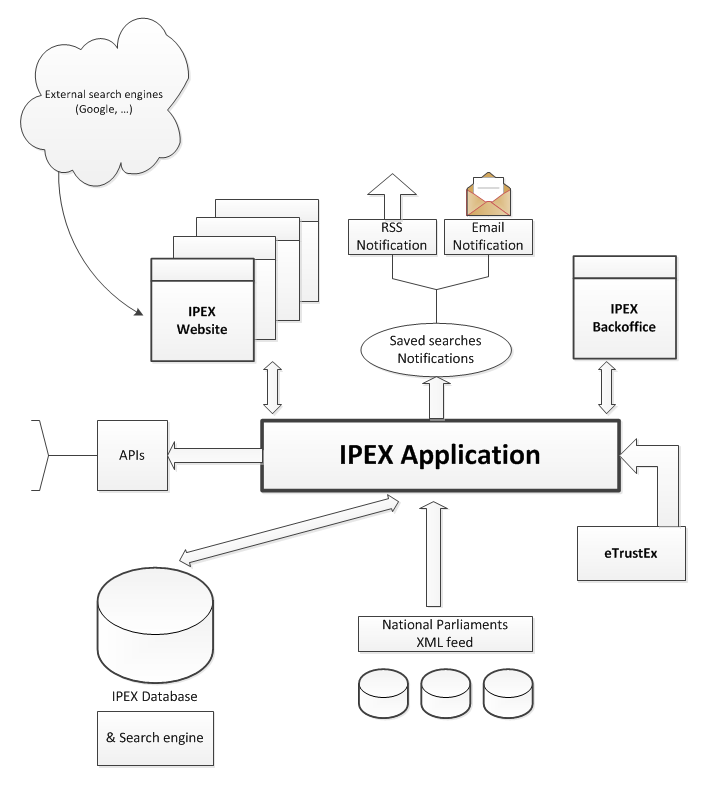 External search engines
(Google, ...)
RSS
Notification
Email
Notification
IPEX
Website
IPEX
Backoffice
Saved searches
Notifications
APIs
IPEX Application
eTrustEx
National Parliaments
XML feed
IPEX Database
& Search engine